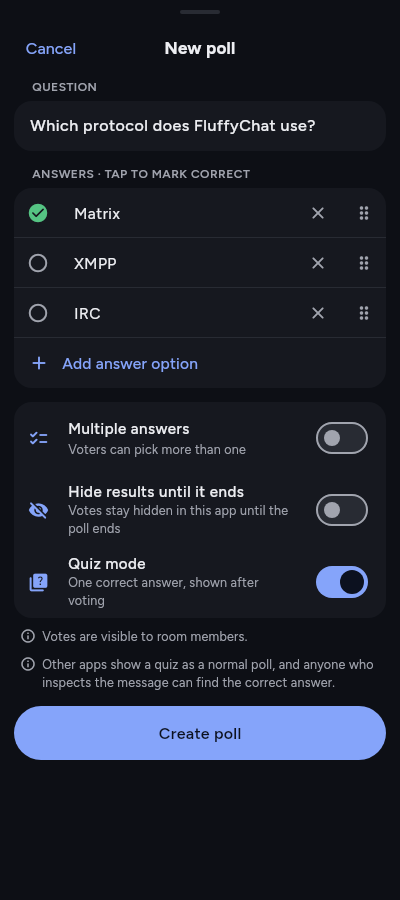 Cancel
New poll
QUESTION
Which protocol does FluffyChat use?
ANSWERS · TAP TO MARK CORRECT
Matrix
XMPP
IRC
Add answer option
Multiple answers
Voters can pick more than one
Hide results until it ends
Votes stay hidden in this app until the
poll ends
Quiz mode
One correct answer, shown after
voting
Votes are visible to room members.
Other apps show a quiz as a normal poll, and anyone who
inspects the message can find the correct answer.
Create poll